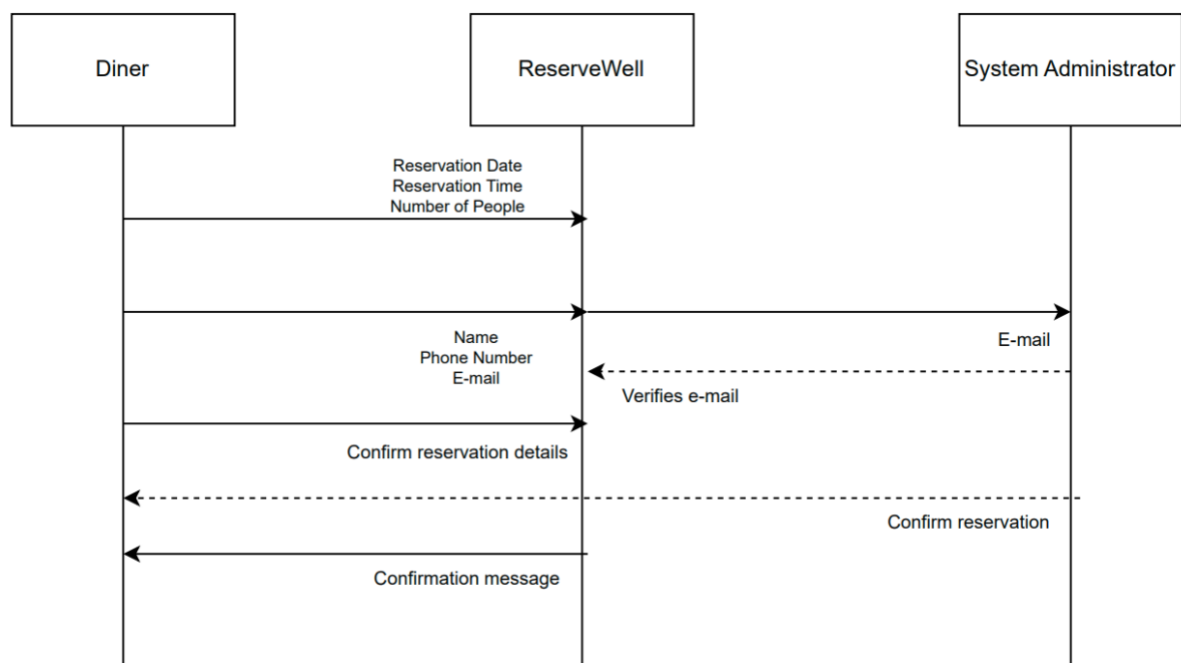 Diner
ReserveWell
System Administrator
Reservation Date
Reservation Time
Number of People
Name
Phone Number
E-mail
E-mail
Verifies e-mail
Confirm reservation details
Confirm reservation
Confirmation message